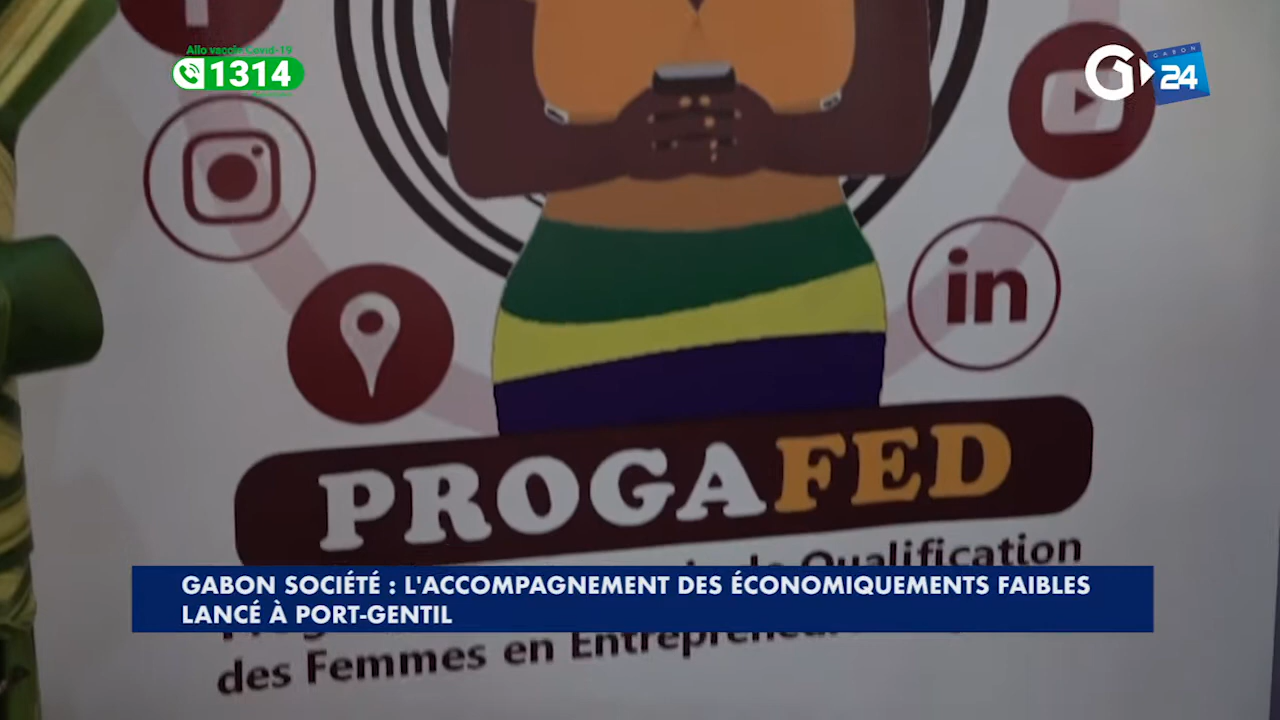 Allo vaccin Covid-19
1314
GABON
24
in
PROGAFED
de Qualification
GABON SOCIÉTÉ : L'ACCOMPAGNEMENT DES ÉCONOMIQUEMENTS FAIBLES
LANCÉ À PORT-GENTIL
des Femmes en